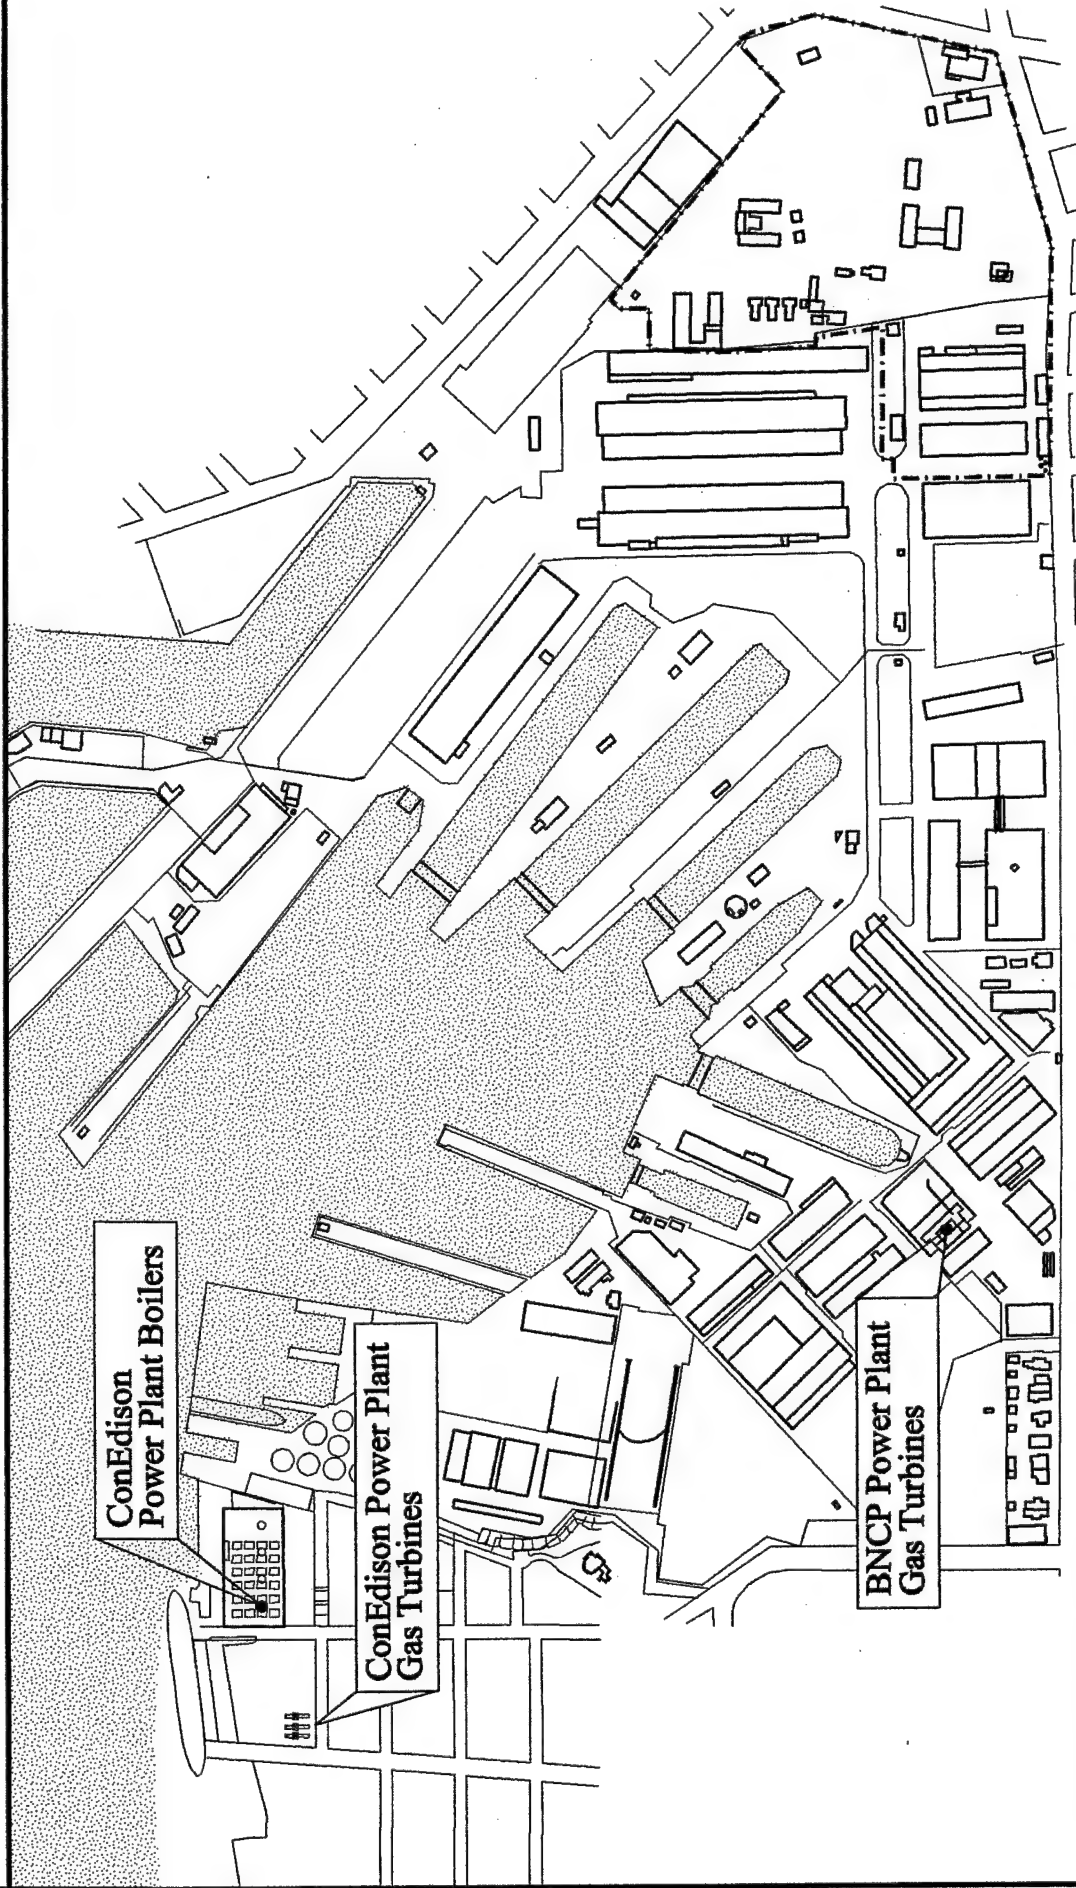 ConEdison
Power Plant Boilers
ConEdison Power Plant
Gas Turbines
BNCP Power Plant
Gas Turbines